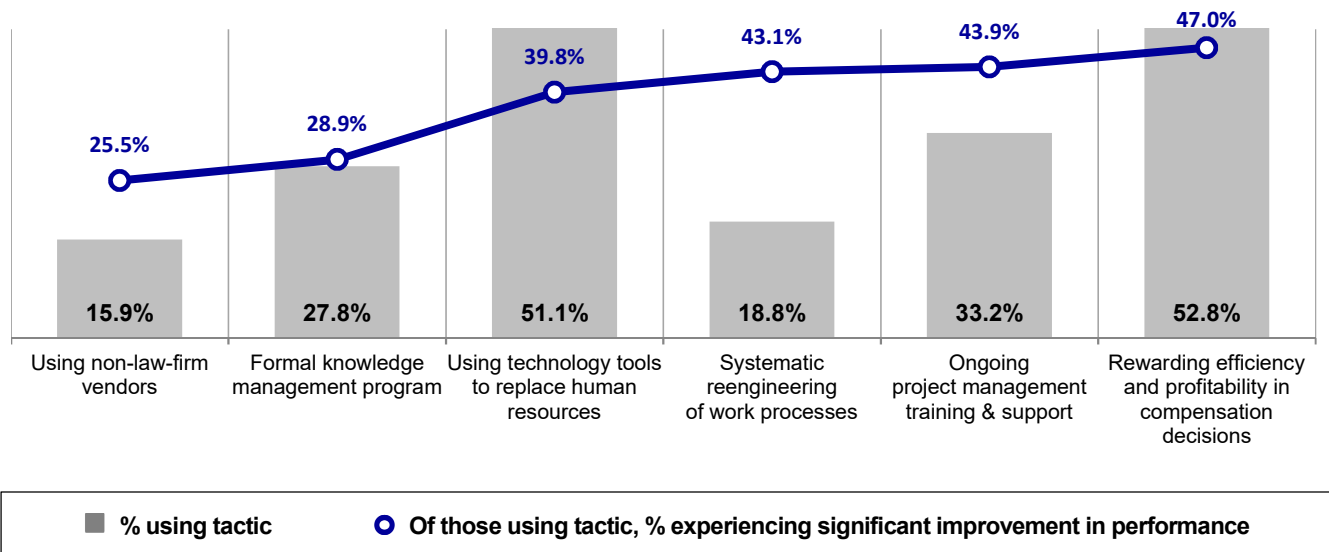 25.5%
28.9%
39.8%
43.1%
43.9%
47.0%
15.9%
27.8%
51.1%
18.8%
33.2%
52.8%
Using non-law-firm
vendors
Formal knowledge
management program
Using technology tools
to replace human
resources
Systematic
reengineering
of work processes
Ongoing
project management
training & support
Rewarding efficiency
and profitability in
compensation
decisions
% using tactic
Of those using tactic, % experiencing significant improvement in performance